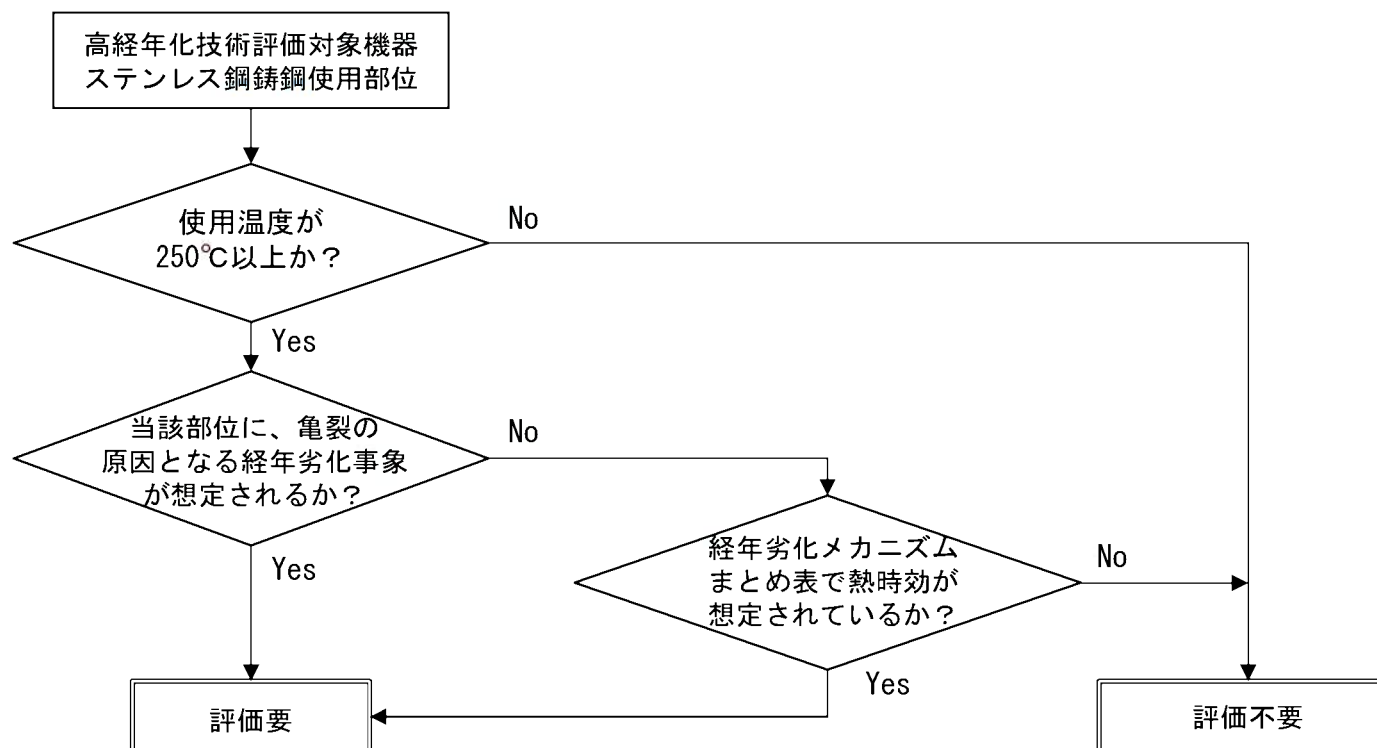 高経年化技術評価対象機器
ステンレス鋼鋳鋼使用部位
使用温度が
250℃以上か？
No
Yes
当該部位に、亀裂の
原因となる経年劣化事象
が想定されるか？
No
Yes
経年劣化メカニズム
まとめ表で熱時効が
想定されているか？
No
Yes
評価要
評価不要